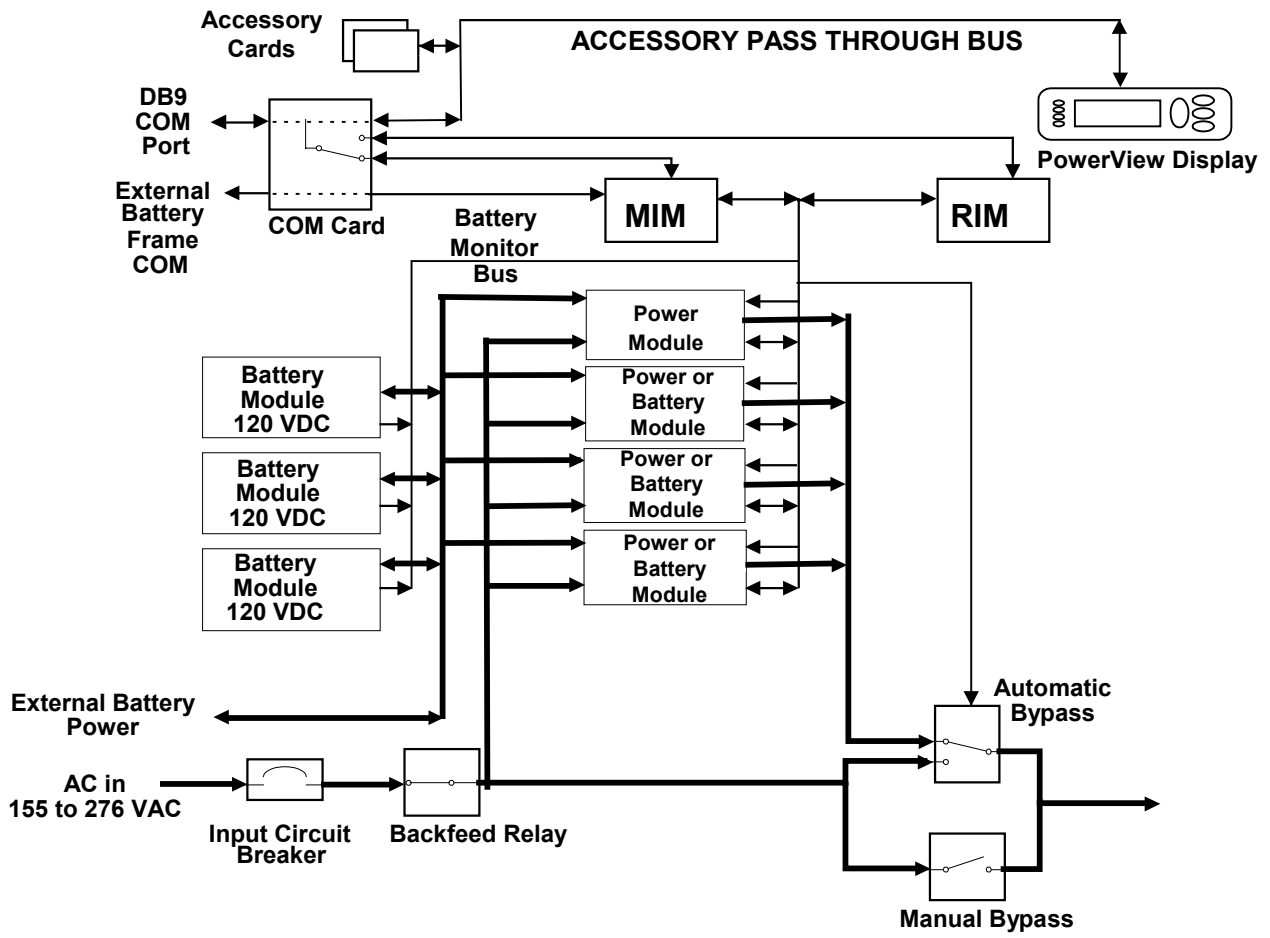 Accessory
Cards
ACCESSORY PASS THROUGH BUS
DB9
COM
Port
PowerView Display
External
Battery
Frame
COM
COM Card
Battery
Monitor
Bus
MIM
RIM
Power
Module
Battery
Module
120 VDC
Power or
Battery
Module
Battery
Module
120 VDC
Power or
Battery
Module
Battery
Module
120 VDC
Power or
Battery
Module
External Battery
Power
Automatic
Bypass
AC in
155 to 276 VAC
Input Circuit
Breaker
Backfeed Relay
Manual Bypass